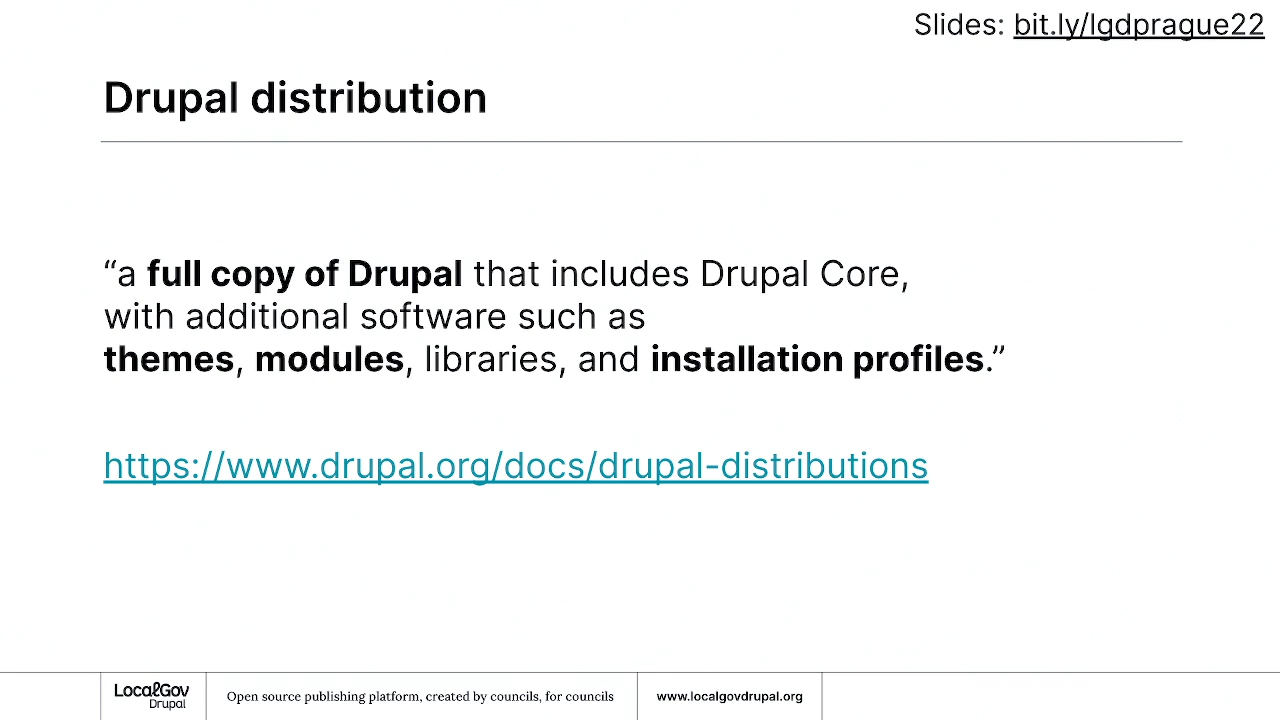 Slides: bit.ly/lgdprague22
Drupal distribution
“a full copy of Drupal that includes Drupal Core,
with additional software such as
themes, modules, libraries, and installation profiles.”
https://www.drupal.org/docs/drupal-distributions
LocalGov
Drupal
Open source publishing platform, created by councils, for councils
www.localgovdrupal.org